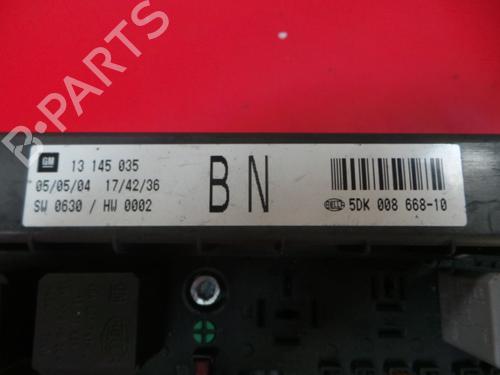 B-PARTS
GM 13 145 035
05/05/04 17/42/36
SW 0630 / HW 0002
BN
HELLA 5DK 008 668-10